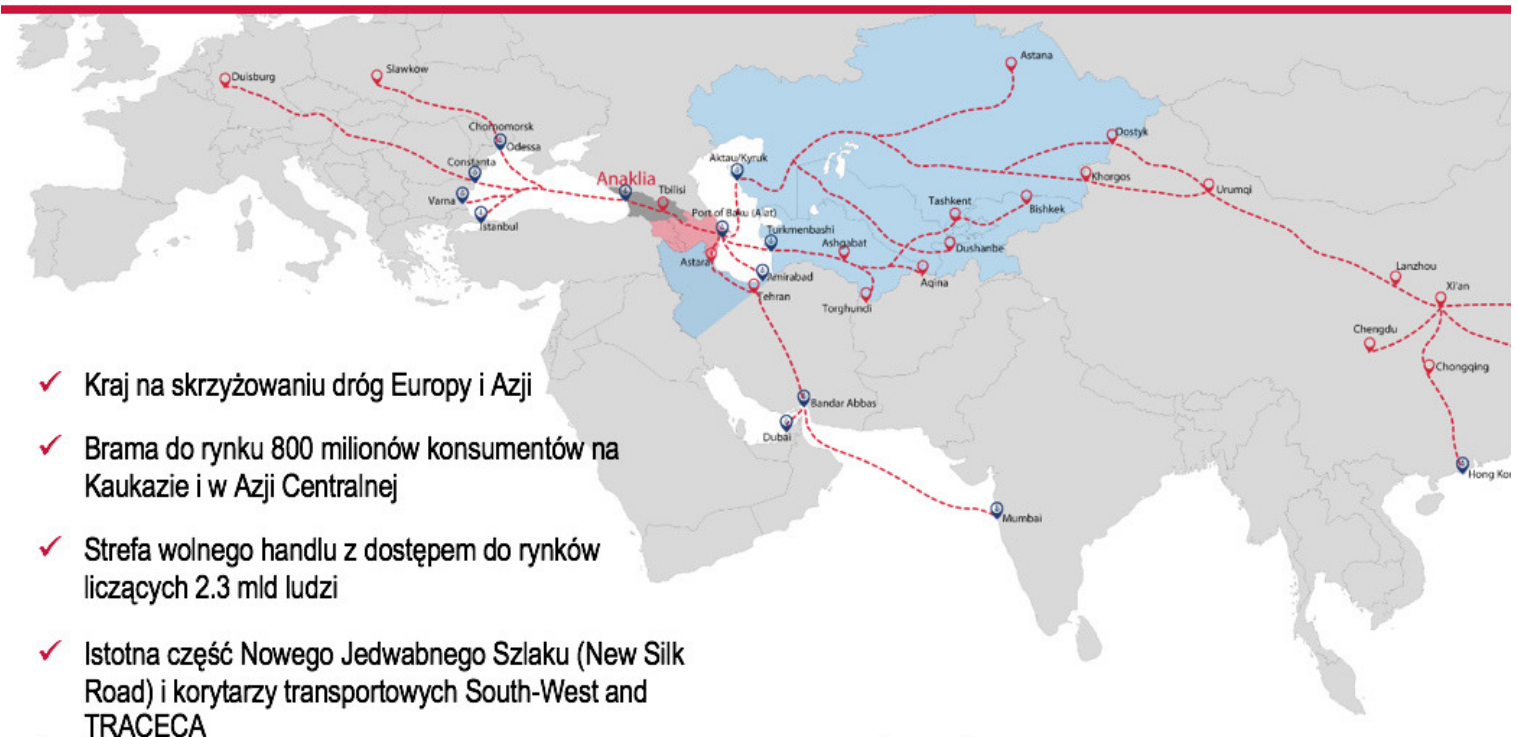 Duisburg
Slawkow
Astana
Chornomorsk
Odessa
Dostyk
Constanta
Aktau/Kyruk
Khorgos
Anaklia
Tbilisi
Urumqi
Varna
Tashkent
Bishkek
Istanbul
Port of Baku (Alat)
Turkmenbashi
Ashgabat
Dushanbe
Astara
Amirabad
Aqina
Lanzhou
Tehran
Xi'an
Torghundi
Chengdu
Chongqing
Bandar Abbas
Dubai
Hong Kon
Mumbai
✓ Kraj na skrzyżowaniu dróg Europy i Azji
✓ Brama do rynku 800 milionów konsumentów na
Kaukazie i w Azji Centralnej
✓ Strefa wolnego handlu z dostępem do rynków
liczących 2.3 mld ludzi
✓ Istotna część Nowego Jedwabnego Szlaku (New Silk
Road) i korytarzy transportowych South-West and
TRACECA